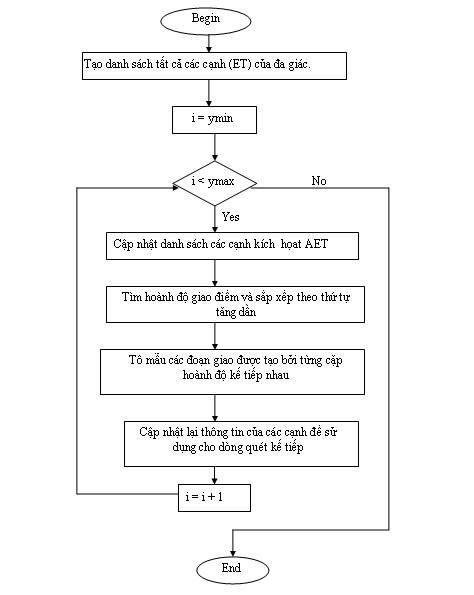 Begin
Tạo danh sách tất cả các cạnh (ET) của đa giác.
i = ymin
i < ymax
No
Yes
Cập nhật danh sách các cạnh kích họat AET
Tìm hoành độ giao điểm và sắp xếp theo thứ tự
tăng dần
Tô mẫu các đoạn giao được tạo bởi từng cặp
hoành độ kế tiếp nhau
Cập nhật lại thông tin của các cạnh để sử
dụng cho dòng quét kế tiếp
i = i + 1
End